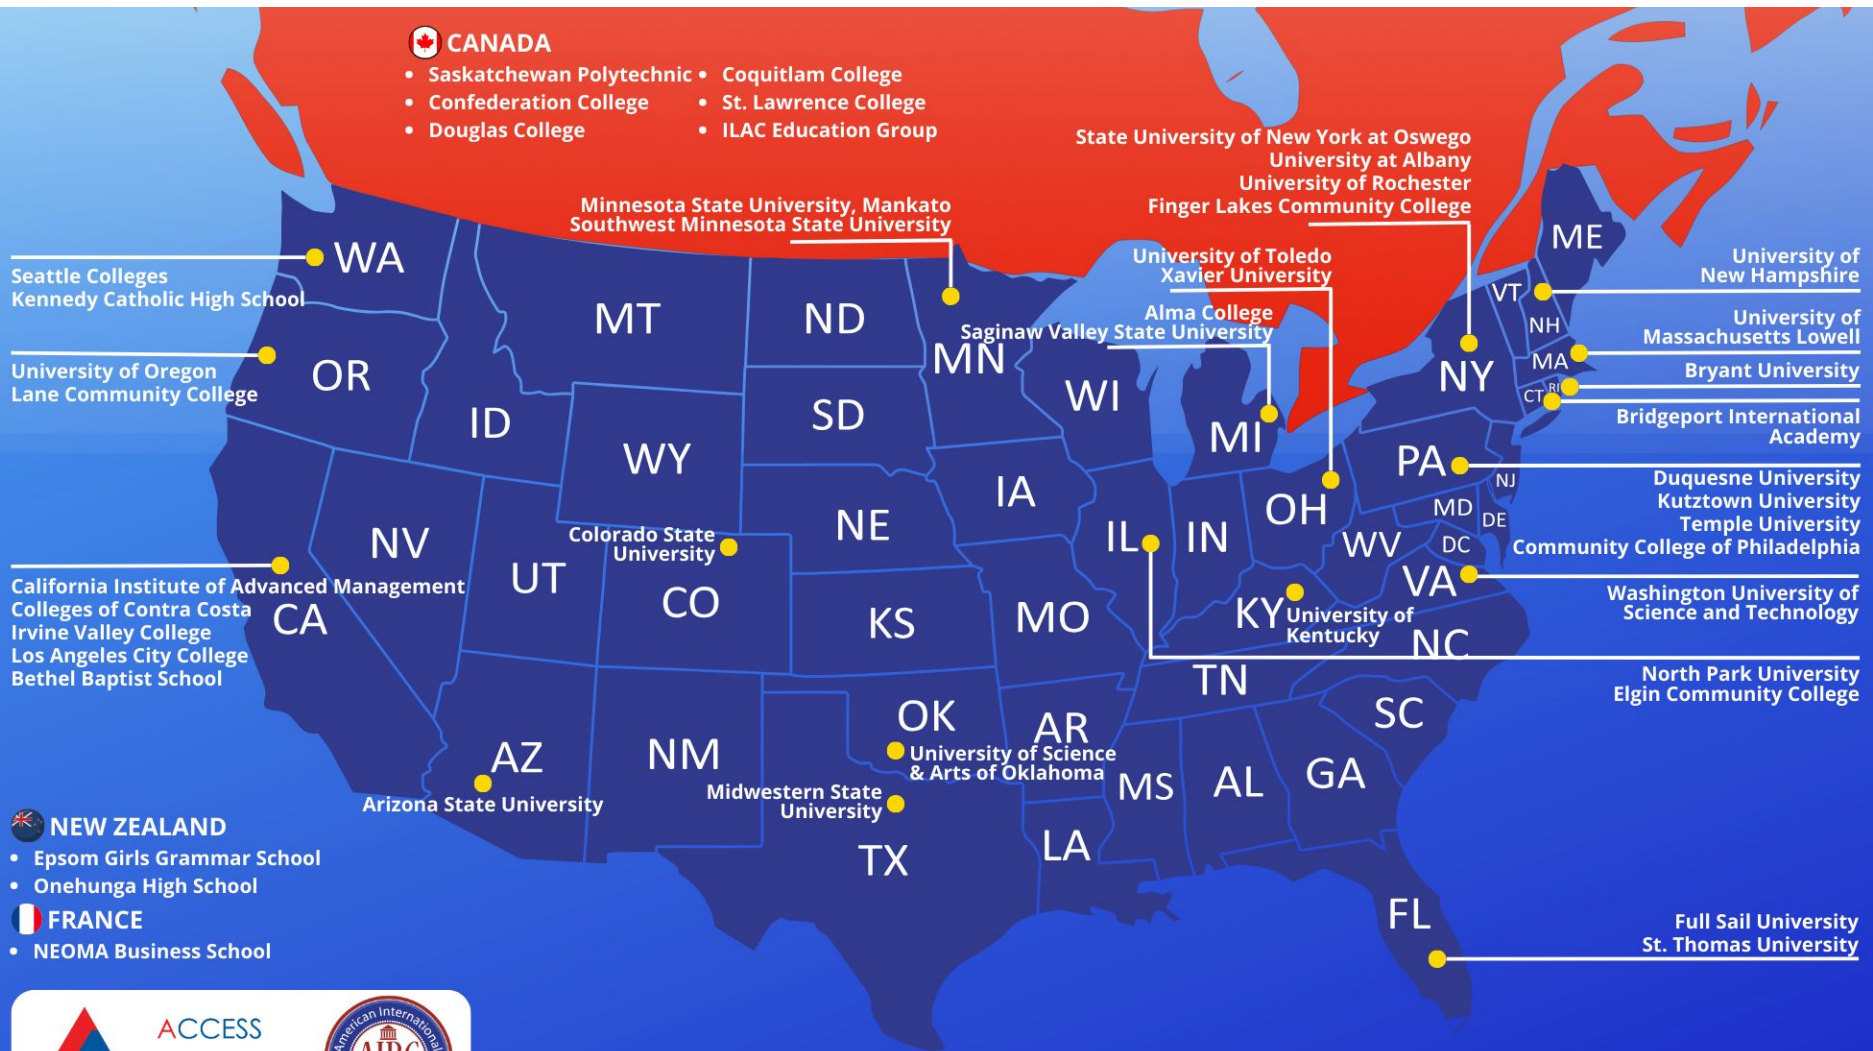 CANADA
• Saskatchewan Polytechnic
• Confederation College
• Douglas College
• Coquitlam College
• St. Lawrence College
• ILAC Education Group
State University of New York at Oswego
University at Albany
University of Rochester
Finger Lakes Community College
Minnesota State University, Mankato
Southwest Minnesota State University
University of Toledo
Xavier University
Alma College
Saginaw Valley State University
University of
New Hampshire
University of
Massachusetts Lowell
Bryant University
Bridgeport International
Academy
Duquesne University
Kutztown University
Temple University
Community College of Philadelphia
Washington University of
Science and Technology
North Park University
Elgin Community College
Full Sail University
St. Thomas University
Seattle Colleges
Kennedy Catholic High School
University of Oregon
Lane Community College
California Institute of Advanced Management
Colleges of Contra Costa
Irvine Valley College
Los Angeles City College
Bethel Baptist School
Colorado State
University
University of
Kentucky
University of Science
& Arts of Oklahoma
Midwestern State
University
Arizona State University
WA
OR
ID
MT
ND
SD
MN
WI
MI
WY
NV
UT
CA
CO
NE
IA
KS
MO
IL
IN
OH
KY
WV
VA
NC
TN
SC
GA
AL
MS
AR
LA
OK
TX
NM
AZ
FL
ME
VT
NH
MA
RI
CT
NY
PA
NJ
MD
DE
DC
NEW ZEALAND
• Epsom Girls Grammar School
• Onehunga High School
FRANCE
• NEOMA Business School
ACCESS
American International
AIRC